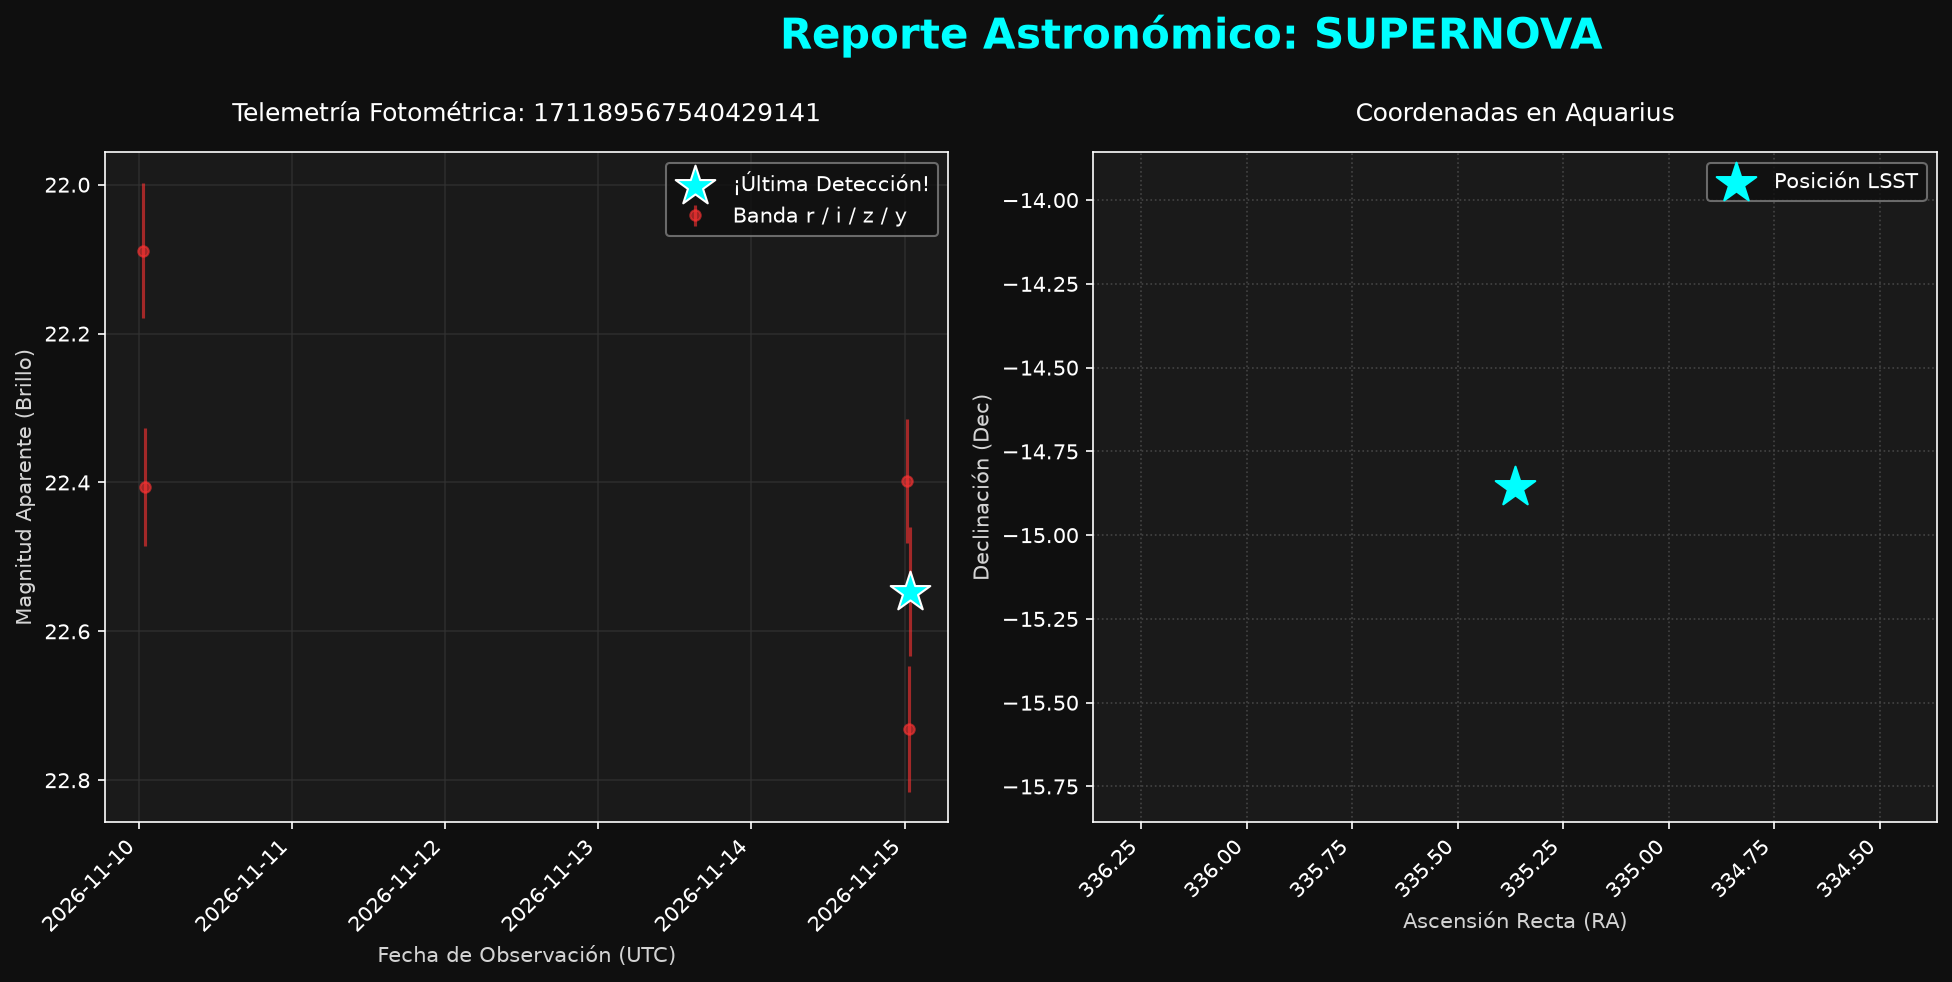 Reporte Astronómico: SUPERNOVA
Telemetría Fotométrica: 171189567540429141
Magnitud Aparente (Brillo)
22.0
22.2
22.4
22.6
22.8
¡Última Detección!
Banda r / i / z / y
2026-11-10
2026-11-11
2026-11-12
2026-11-13
2026-11-14
2026-11-15
Fecha de Observación (UTC)
Coordenadas en Aquarius
Declinación (Dec)
−14.00
−14.25
−14.50
−14.75
−15.00
−15.25
−15.50
−15.75
Posición LSST
336.25
336.00
335.75
335.50
335.25
335.00
334.75
334.50
Ascensión Recta (RA)